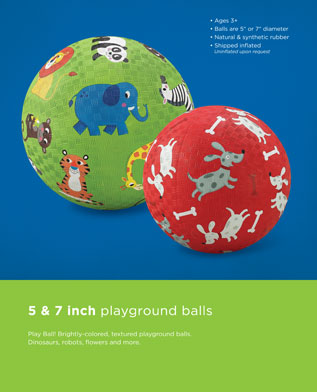 • Ages 3+
• Balls are 5" or 7" diameter
• Natural & synthetic rubber
• Shipped inflated
Uninflated upon request
5 & 7 inch playground balls
Play Ball! Brightly-colored, textured playground balls.
Dinosaurs, robots, flowers and more.